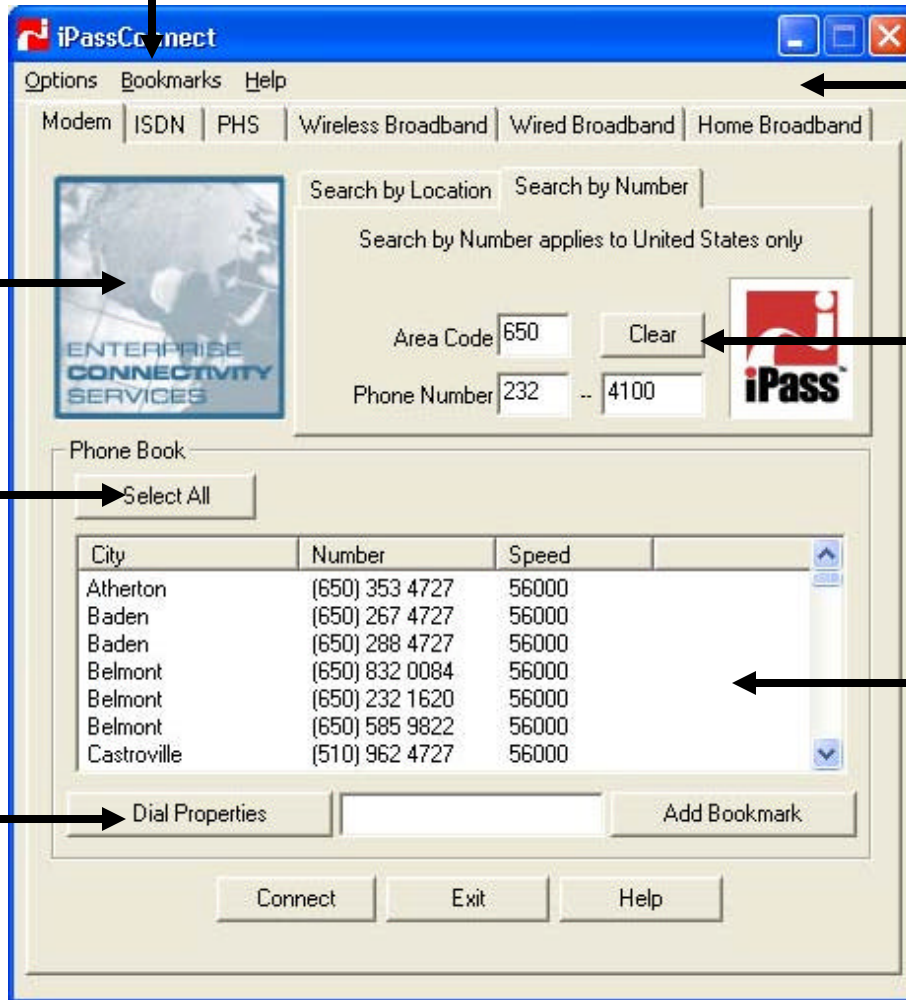 iPassConnect
Options Bookmarks Help
Modem ISDN PHS Wireless Broadband Wired Broadband Home Broadband
Search by Location Search by Number
Search by Number applies to United States only
ENTERPRISE
CONNECTIVITY
SERVICES
Area Code 650 Clear
Phone Number 232 -- 4100
iPass™
Phone Book
Select All
City Number Speed
Atherton (650) 353 4727 56000
Baden (650) 267 4727 56000
Baden (650) 288 4727 56000
Belmont (650) 832 0084 56000
Belmont (650) 232 1620 56000
Belmont (650) 585 9822 56000
Castroville (510) 962 4727 56000
Dial Properties Add Bookmark
Connect Exit Help